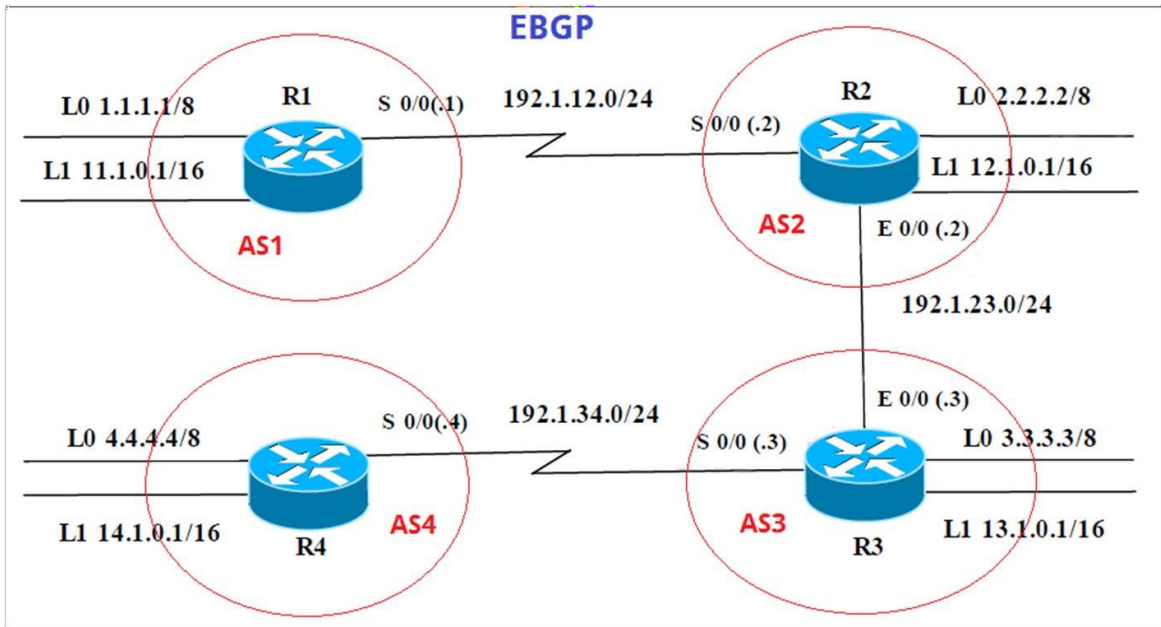 EBGP
R1
L0 1.1.1.1/8
S 0/0(.1)
192.1.12.0/24
L1 11.1.0.1/16
AS1
R2
L0 2.2.2.2/8
S 0/0 (.2)
L1 12.1.0.1/16
AS2
E 0/0 (.2)
192.1.23.0/24
L0 4.4.4.4/8
S 0/0(.4)
192.1.34.0/24
L1 14.1.0.1/16
AS4
R4
E 0/0 (.3)
S 0/0 (.3)
L0 3.3.3.3/8
AS3
R3
L1 13.1.0.1/16